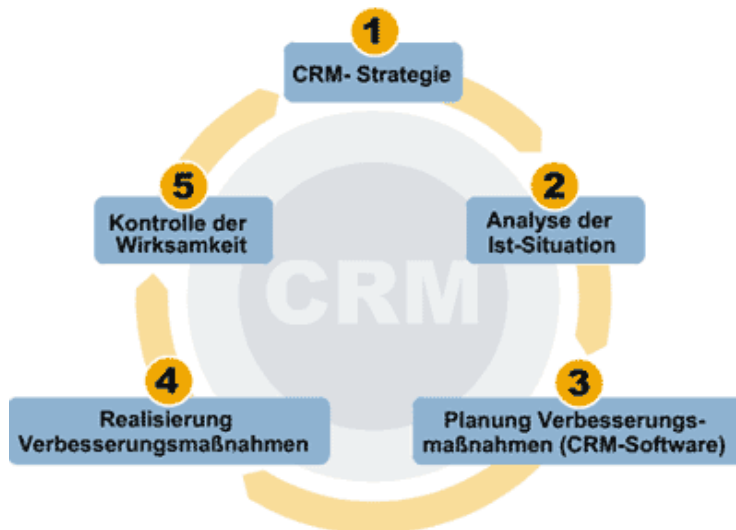 1
CRM- Strategie
2
Analyse der
Ist-Situation
3
Planung Verbesserungs-
maßnahmen (CRM-Software)
4
Realisierung
Verbesserungsmaßnahmen
5
Kontrolle der
Wirksamkeit
CRM